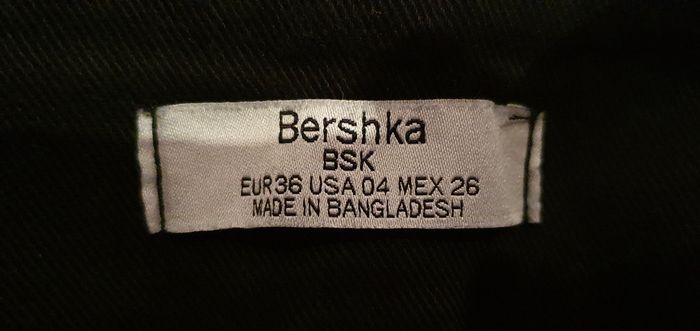 Bershka
BSK
EUR36 USA 04 MEX 26
MADE IN BANGLADESH